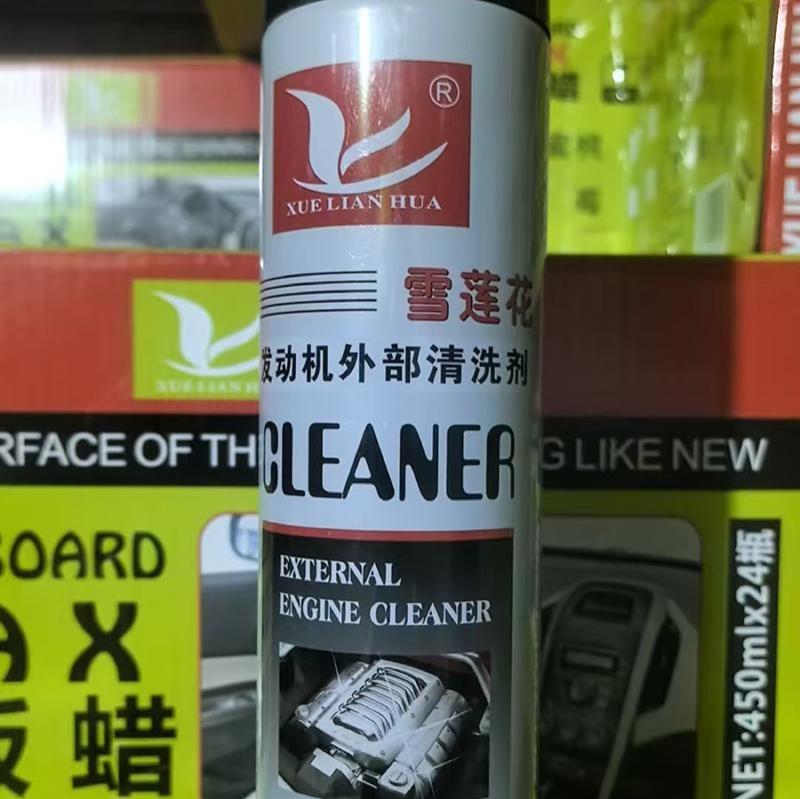 ®
XUE LIAN HUA
雪莲花
发动机外部清洗剂
CLEANER
EXTERNAL
ENGINE CLEANER
XUE LIAN H
RFACE OF TH
G LIKE NEW
BOARD
A X
板 蜡
NET:450mlx24瓶